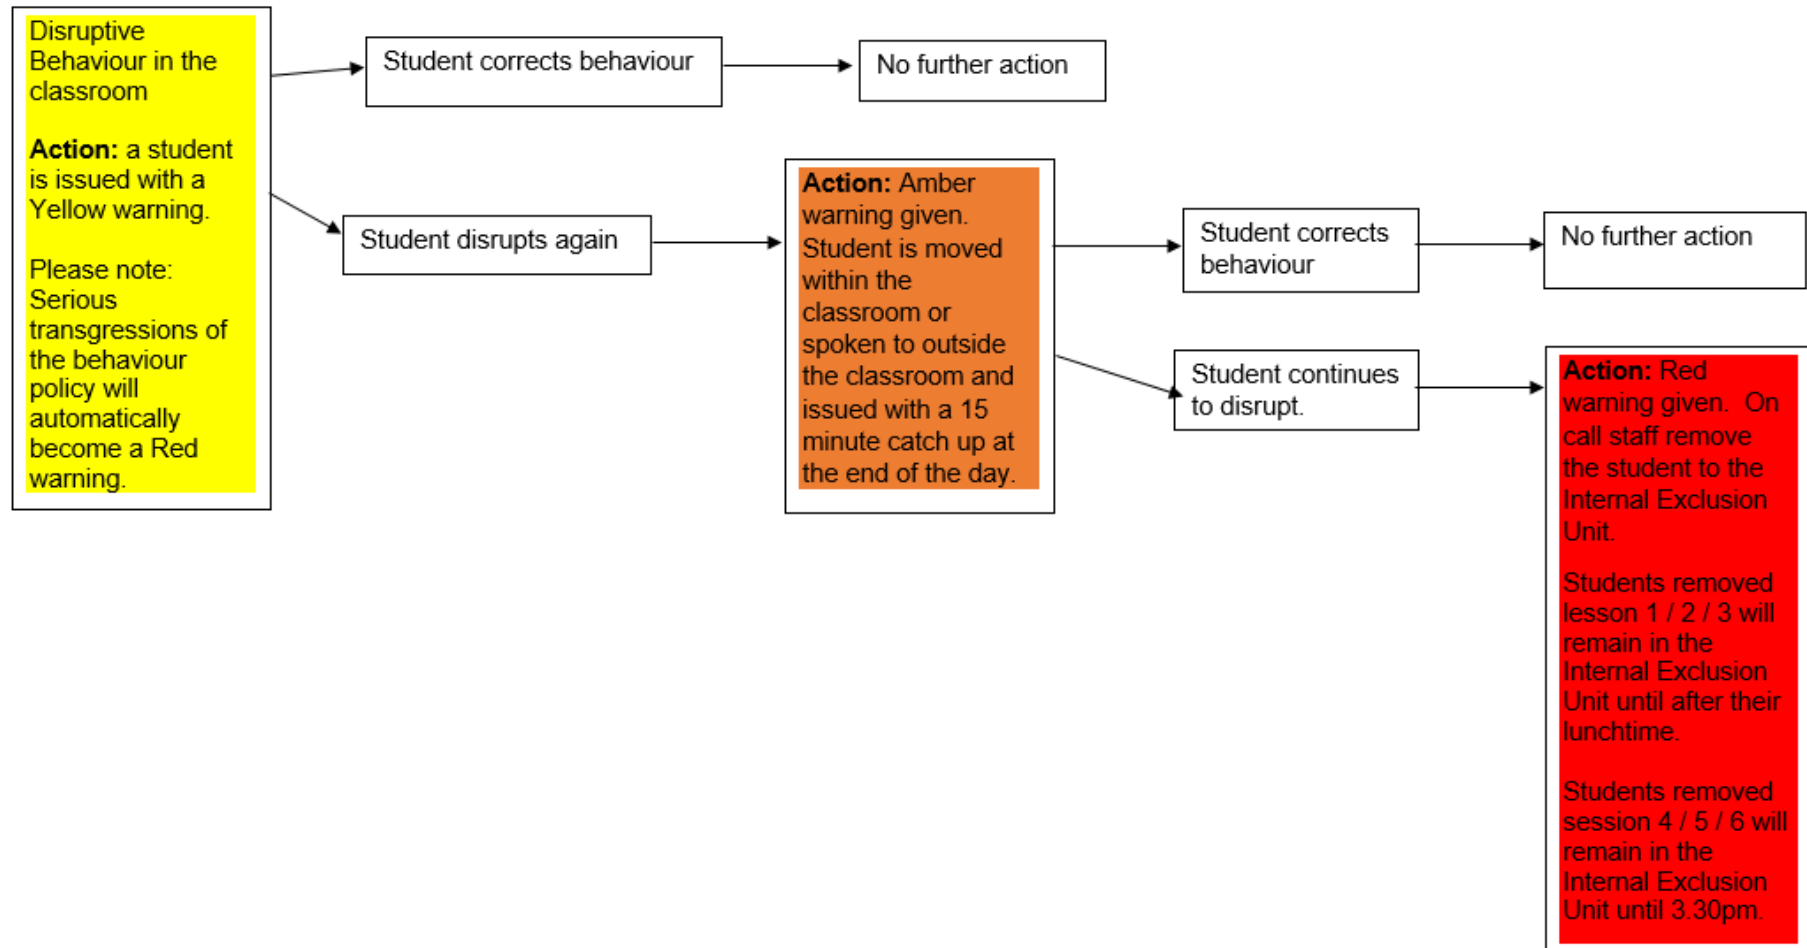 Disruptive
Behaviour in the
classroom
Action: a student
is issued with a
Yellow warning.
Please note:
Serious
transgressions of
the behaviour
policy will
automatically
become a Red
warning.
Student corrects behaviour
No further action
Student disrupts again
Action: Amber
warning given.
Student is moved
within the
classroom or
spoken to outside
the classroom and
issued with a 15
minute catch up at
the end of the day.
Student corrects
behaviour
No further action
Student continues
to disrupt.
Action: Red
warning given.  On
call staff remove
the student to the
Internal Exclusion
Unit.
Students removed
lesson 1 / 2 / 3 will
remain in the
Internal Exclusion
Unit until after their
lunchtime.
Students removed
session 4 / 5 / 6 will
remain in the
Internal Exclusion
Unit until 3.30pm.